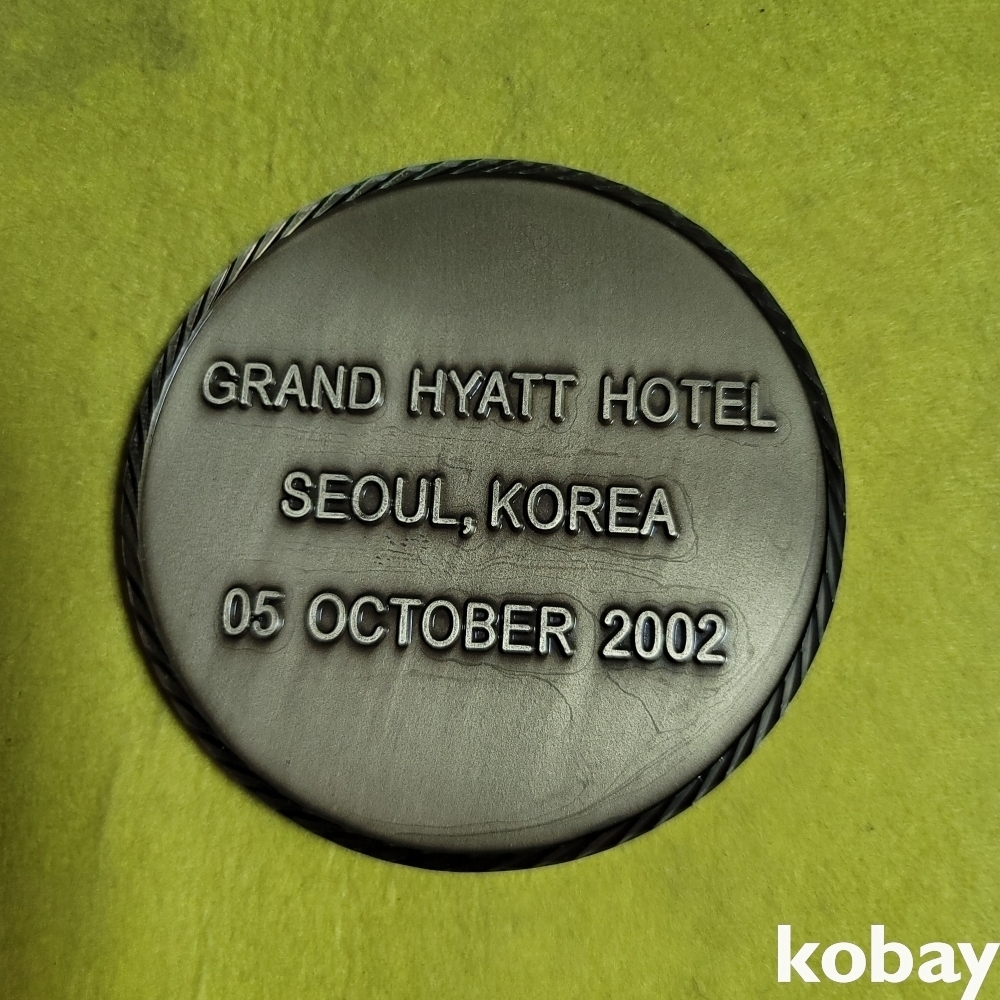 GRAND HYATT HOTEL
SEOUL, KOREA
05 OCTOBER 2002
kobay